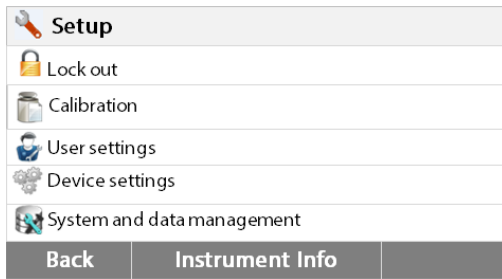 Setup
Lock out
Calibration
User settings
Device settings
System and data management
Back Instrument Info